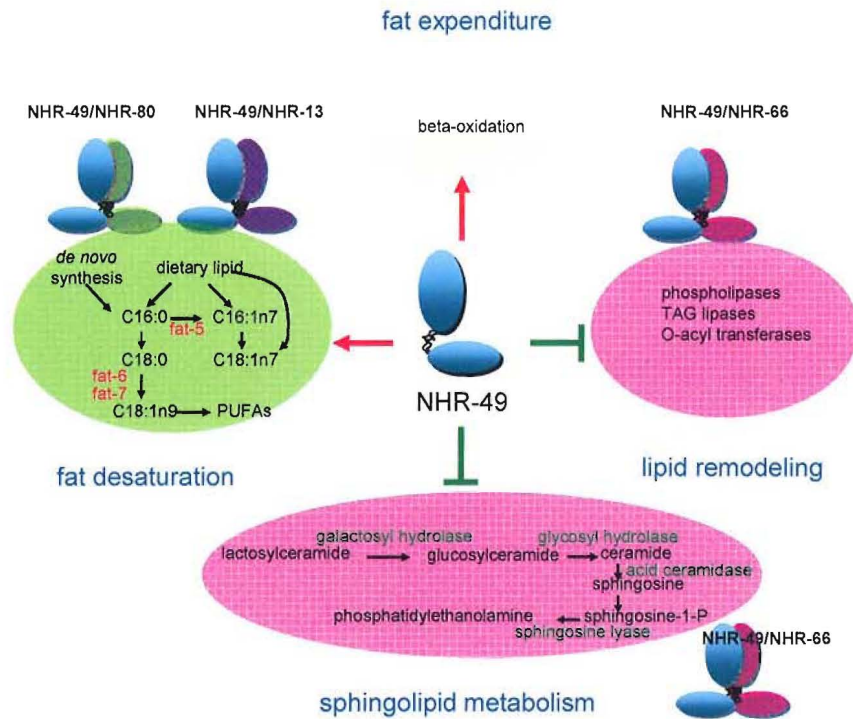 fat expenditure
NHR-49/NHR-80
NHR-49/NHR-13
beta-oxidation
NHR-49/NHR-66
de novo
synthesis
dietary lipid
C16:0
C16:1n7
fat-5
C18:0
C18:1n7
fat-6
fat-7
C18:1n9
PUFAs
phospholipases
TAG lipases
O-acyl transferases
NHR-49
fat desaturation
lipid remodeling
galactosyl hydrolase
glycosyl hydrolase
lactosylceramide
glucosylceramide
ceramide
acid ceramidase
sphingosine
phosphatidylethanolamine
sphingosine-1-P
sphingosine lyase
NHR-49/NHR-66
sphingolipid metabolism